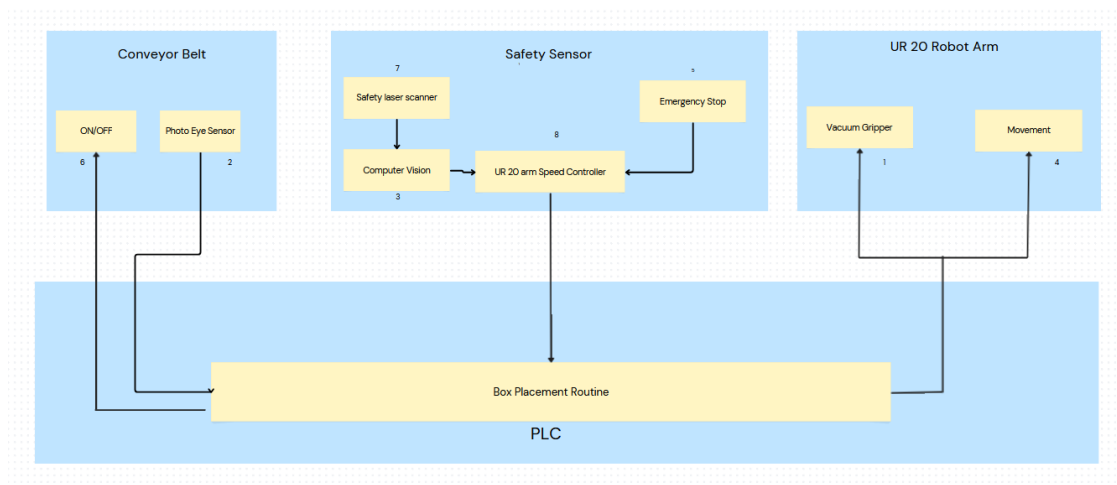 Conveyor Belt
Safety Sensor
UR 20 Robot Arm
7
Safety laser scanner
Emergency Stop
ON/OFF
Photo Eye Sensor
Vacuum Gripper
Movement
6
2
8
1
4
Computer Vision
UR 20 arm Speed Controller
3
Box Placement Routine
PLC